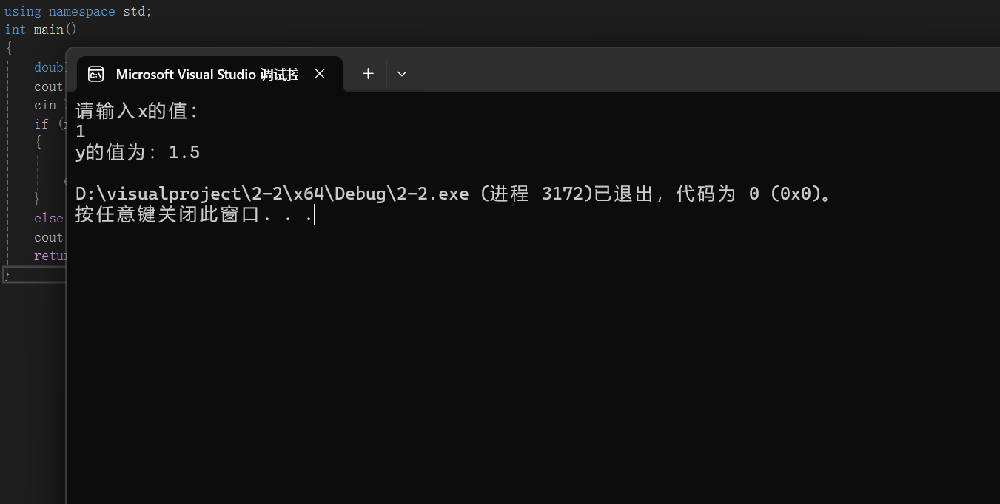 using namespace std;
int main()
{
doubl
cout
cin
if (x
{
}
else
cout
retur
}
Microsoft Visual Studio 调试控
请输入x的值：
1
y的值为：1.5
D:\visualproject\2-2\x64\Debug\2-2.exe (进程 3172)已退出，代码为 0 (0x0)。
按任意键关闭此窗口. . .